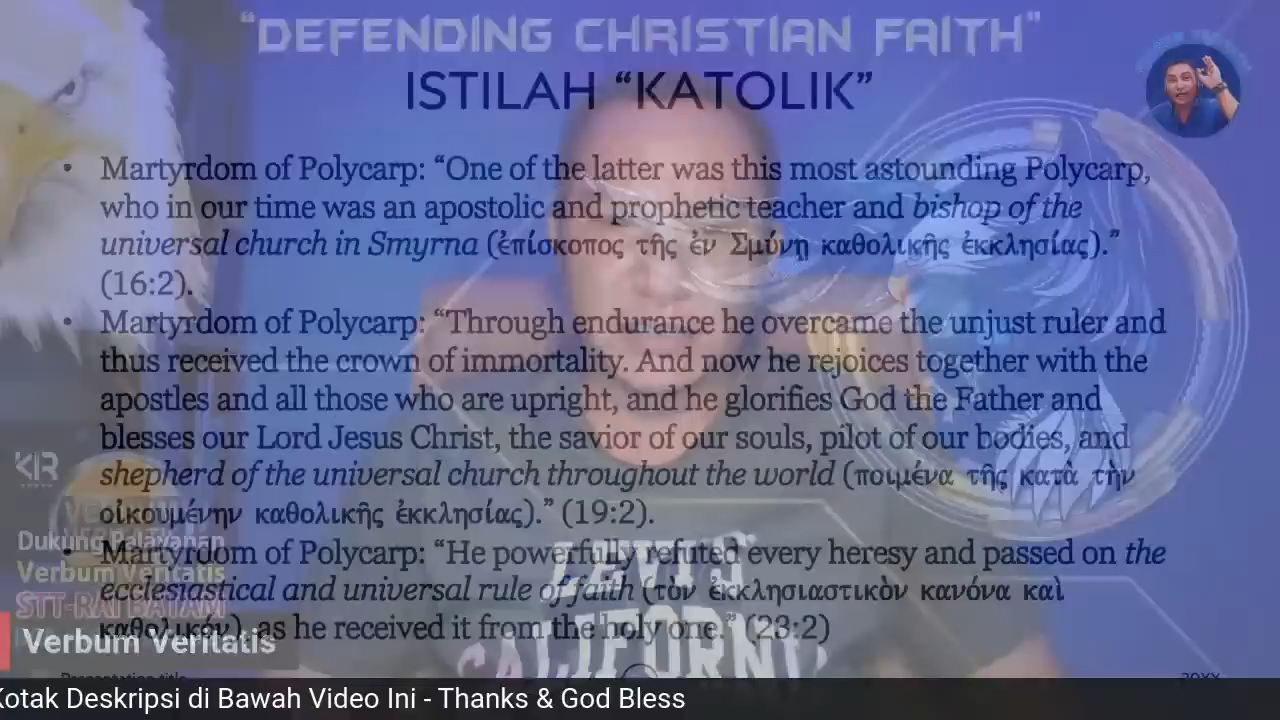 "DEFENDING CHRISTIAN FAITH"
ISTILAH “KATOLIK”
• Martyrdom of Polycarp: “One of the latter was this most astounding Polycarp,
who in our time was an apostolic and prophetic teacher and bishop of the
universal church in Smyrna (ἐπίσκοπος τῆς ἐν Σμύνῃ καθολικῆς ἐκκλησίας).”
(16:2).
• Martyrdom of Polycarp: “Through endurance he overcame the unjust ruler and
thus received the crown of immortality. And now he rejoices together with the
apostles and all those who are upright, and he glorifies God the Father and
blesses our Lord Jesus Christ, the savior of our souls, pilot of our bodies, and
shepherd of the universal church throughout the world (ποιμένα τῆς κατὰ τὴν
οἰκουμένην καθολικῆς ἐκκλησίας).” (19:2).
• Martyrdom of Polycarp: “He powerfully refuted every heresy and passed on the
ecclesiastical and universal rule of faith (τὸν ἐκκλησιαστικὸν κανόνα καὶ
καθολικόν), as he received it from the holy one.” (23:2)
KIR
Dukung Palayanan
Verbum Veritatis
STT-RAI BATAM
Verbum Veritatis
LEVI'S
CALIFORNIA
Presentation title
20XX
Kotak Deskripsi di Bawah Video Ini - Thanks & God Bless